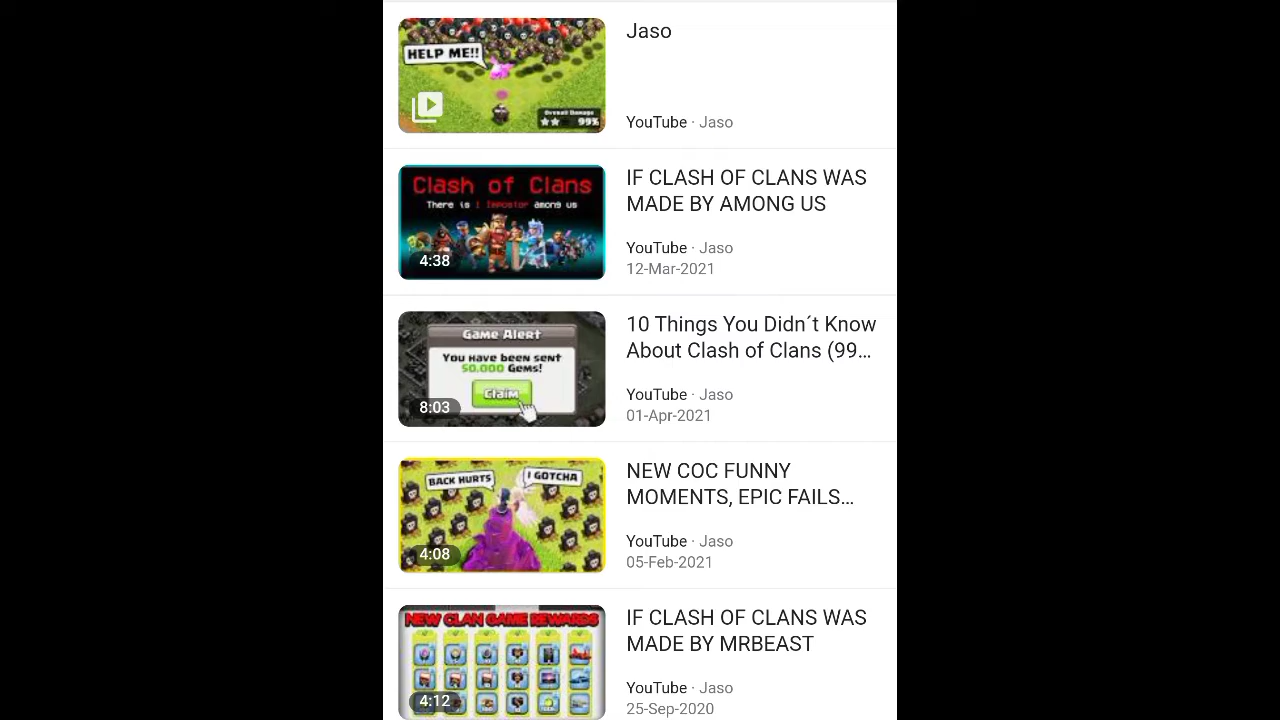 HELP ME!!
Overall Damage
99%
Jaso
YouTube · Jaso
Clash of Clans
There is 1 Impostor among us
4:38
IF CLASH OF CLANS WAS
MADE BY AMONG US
YouTube · Jaso
12-Mar-2021
Game Alert
You have been sent
50.000 Gems!
Claim
8:03
10 Things You Didn´t Know
About Clash of Clans (99...
YouTube · Jaso
01-Apr-2021
BACK HURTS
I GOTCHA
4:08
NEW COC FUNNY
MOMENTS, EPIC FAILS...
YouTube · Jaso
05-Feb-2021
NEW CLAN GAME REWARDS
4:12
IF CLASH OF CLANS WAS
MADE BY MRBEAST
YouTube · Jaso
25-Sep-2020